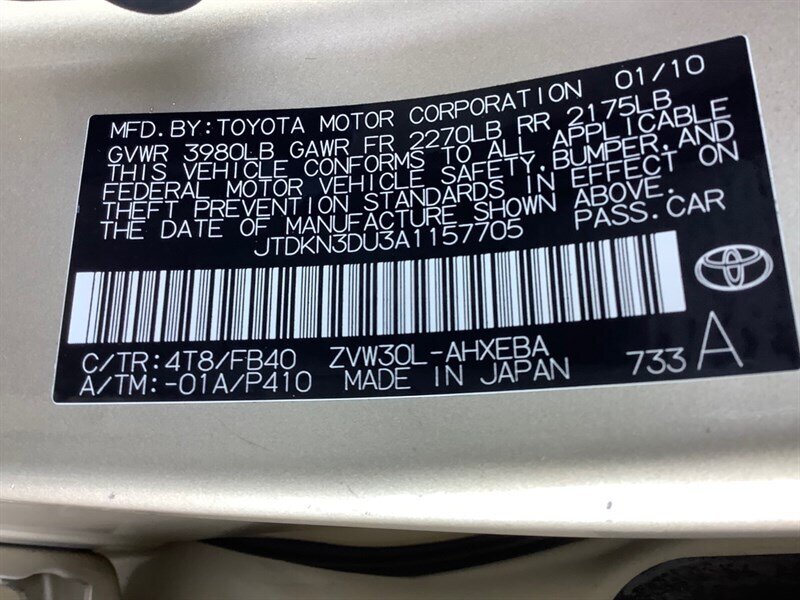 MFD. BY: TOYOTA MOTOR CORPORATION 01/10
GVWR 3980LB GAWR FR 2270LB RR 2175LB
THIS VEHICLE CONFORMS TO ALL APPLICABLE
FEDERAL MOTOR VEHICLE SAFETY, BUMPER, AND
THEFT PREVENTION STANDARDS IN EFFECT ON
THE DATE OF MANUFACTURE SHOWN ABOVE.
JTDKN3DU3A1157705 PASS. CAR
C/TR: 4T8/FB40 ZVW30L-AHXEBA
A/TM: -01A/P410 MADE IN JAPAN 733 A